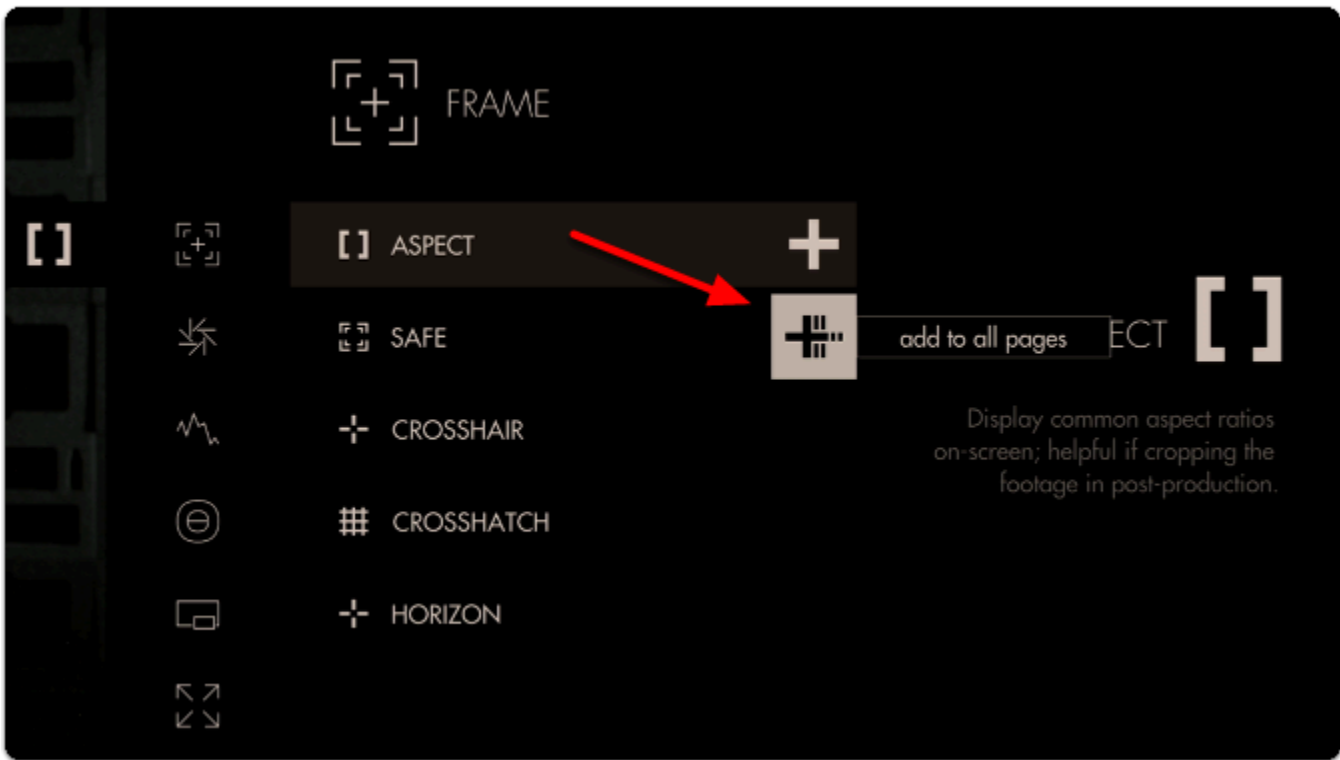 FRAME
ASPECT
SAFE
add to all pages
ECT
CROSSHAIR
Display common aspect ratios
on-screen; helpful if cropping the
footage in post-production.
CROSSHATCH
HORIZON